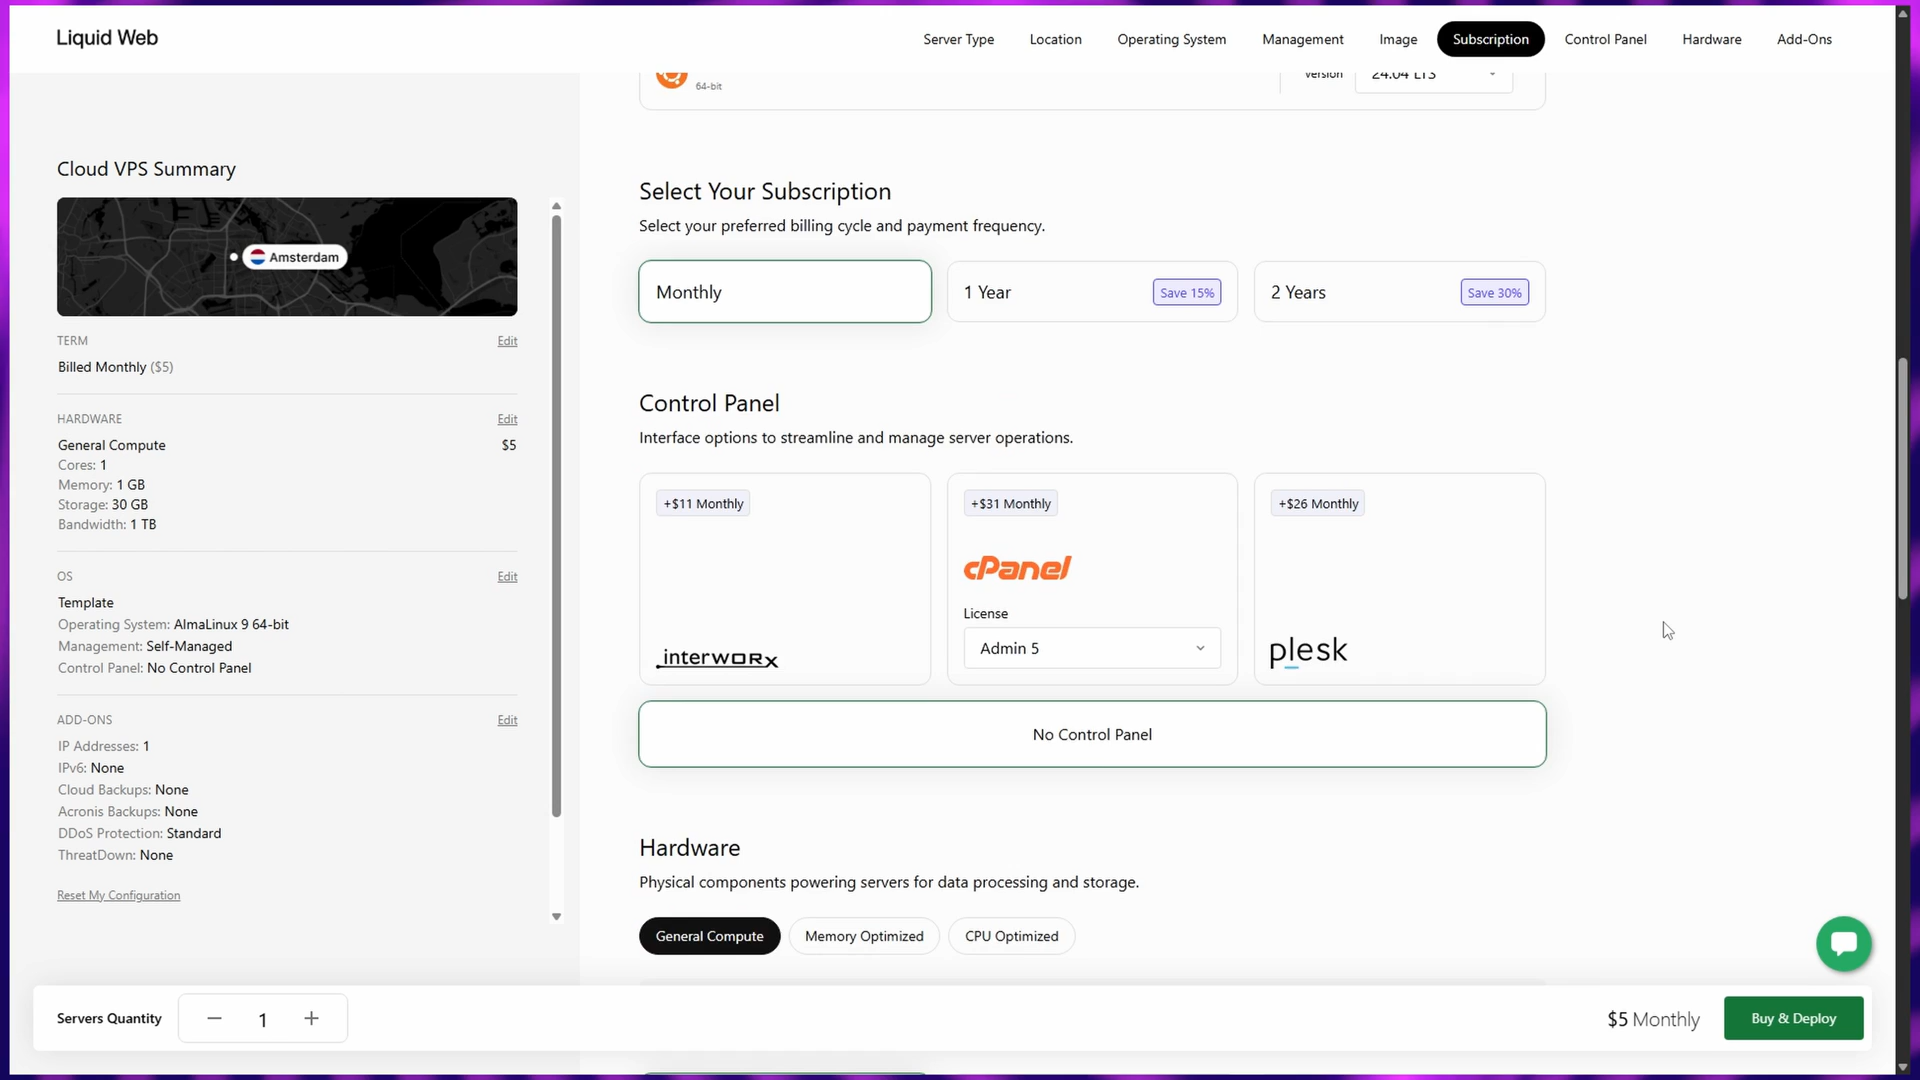 Liquid Web
Server Type
Location
Operating System
Management
Image
Subscription
Control Panel
Hardware
Add-Ons
Cloud VPS Summary
Amsterdam
TERM
Edit
Billed Monthly ($5)
HARDWARE
Edit
General Compute
$5
Cores: 1
Memory: 1 GB
Storage: 30 GB
Bandwidth: 1 TB
OS
Edit
Template
Operating System: AlmaLinux 9 64-bit
Management: Self-Managed
Control Panel: No Control Panel
ADD-ONS
Edit
IP Addresses: 1
IPv6: None
Cloud Backups: None
Acronis Backups: None
DDoS Protection: Standard
ThreatDown: None
Reset My Configuration
64-bit
Version
24.04 LTS
Select Your Subscription
Select your preferred billing cycle and payment frequency.
Monthly
1 Year
Save 15%
2 Years
Save 30%
Control Panel
Interface options to streamline and manage server operations.
+$11 Monthly
interworx
+$31 Monthly
cPanel
License
Admin 5
+$26 Monthly
plesk
No Control Panel
Hardware
Physical components powering servers for data processing and storage.
General Compute
Memory Optimized
CPU Optimized
Servers Quantity
1
$5 Monthly
Buy & Deploy